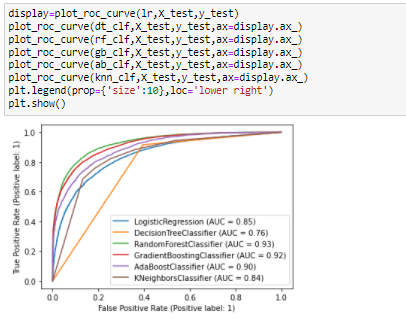 display=plot_roc_curve(lr,X_test,y_test)
plot_roc_curve(dt_clf,X_test,y_test,ax=display.ax_)
plot_roc_curve(rf_clf,X_test,y_test,ax=display.ax_)
plot_roc_curve(gb_clf,X_test,y_test,ax=display.ax_)
plot_roc_curve(ab_clf,X_test,y_test,ax=display.ax_)
plot_roc_curve(knn_clf,X_test,y_test,ax=display.ax_)
plt.legend(prop={'size':10},loc='lower right')
plt.show()
True Positive Rate (Positive label: 1)
1.0
0.8
0.6
0.4
0.2
0.0
LogisticRegression (AUC = 0.85)
DecisionTreeClassifier (AUC = 0.76)
RandomForestClassifier (AUC = 0.93)
GradientBoostingClassifier (AUC = 0.92)
AdaBoostClassifier (AUC = 0.90)
KNeighborsClassifier (AUC = 0.84)
0.0 0.2 0.4 0.6 0.8 1.0
False Positive Rate (Positive label: 1)